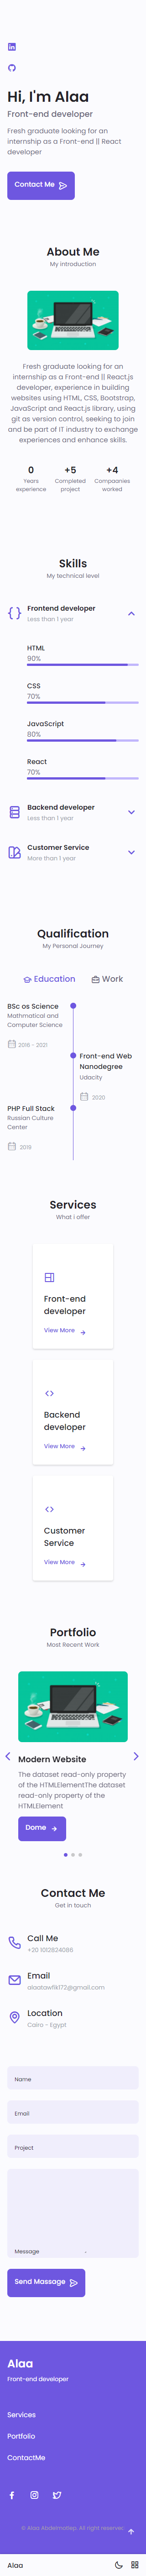 Hi, I'm Alaa
Front-end developer
Fresh graduate looking for an
internship as a Front-end || React
developer
Contact Me
About Me
My introduction
Fresh graduate looking for an
internship as a Front-end || React.js
developer, experience in building
websites using HTML, CSS, Bootstrap,
JavaScript and React.js library, using
git as version control, seeking to join
and be part of IT industry to exchange
experiences and enhance skills.
0 +5 +4
Years Completed Compaonies
experience project worked
Skills
My technical level
Frontend developer
Less than 1 year
HTML
90%
CSS
70%
JavaScript
80%
React
70%
Backend developer
Less than 1 year
Customer Service
More than 1 year
Qualification
My Personal Journey
Education Work
BSc os Science
Mathmatical and
Computer Science
2018 - 2021
Front-end Web
Nanodegree
Udacity
2020
PHP Full Stack
Russian Culture
Center
2019
Services
What i offer
Front-end
developer
View More
Backend
developer
View More
Customer
Service
View More
Portfolio
Most Recent Work
Modern Website
The dataset read-only property
of the HTMLElementThe dataset
read-only property of the
HTMLElement
Dome
Contact Me
Get in touch
Call Me
+20 1012824086
Email
alaatawfik172@gmail.com
Location
Cairo - Egypt
Name
Email
Project
Message
Send Massage
Alaa
Front-end developer
Services
Portfolio
ContactMe
© Alaa Abdelmottep. All right reserver
Alaa